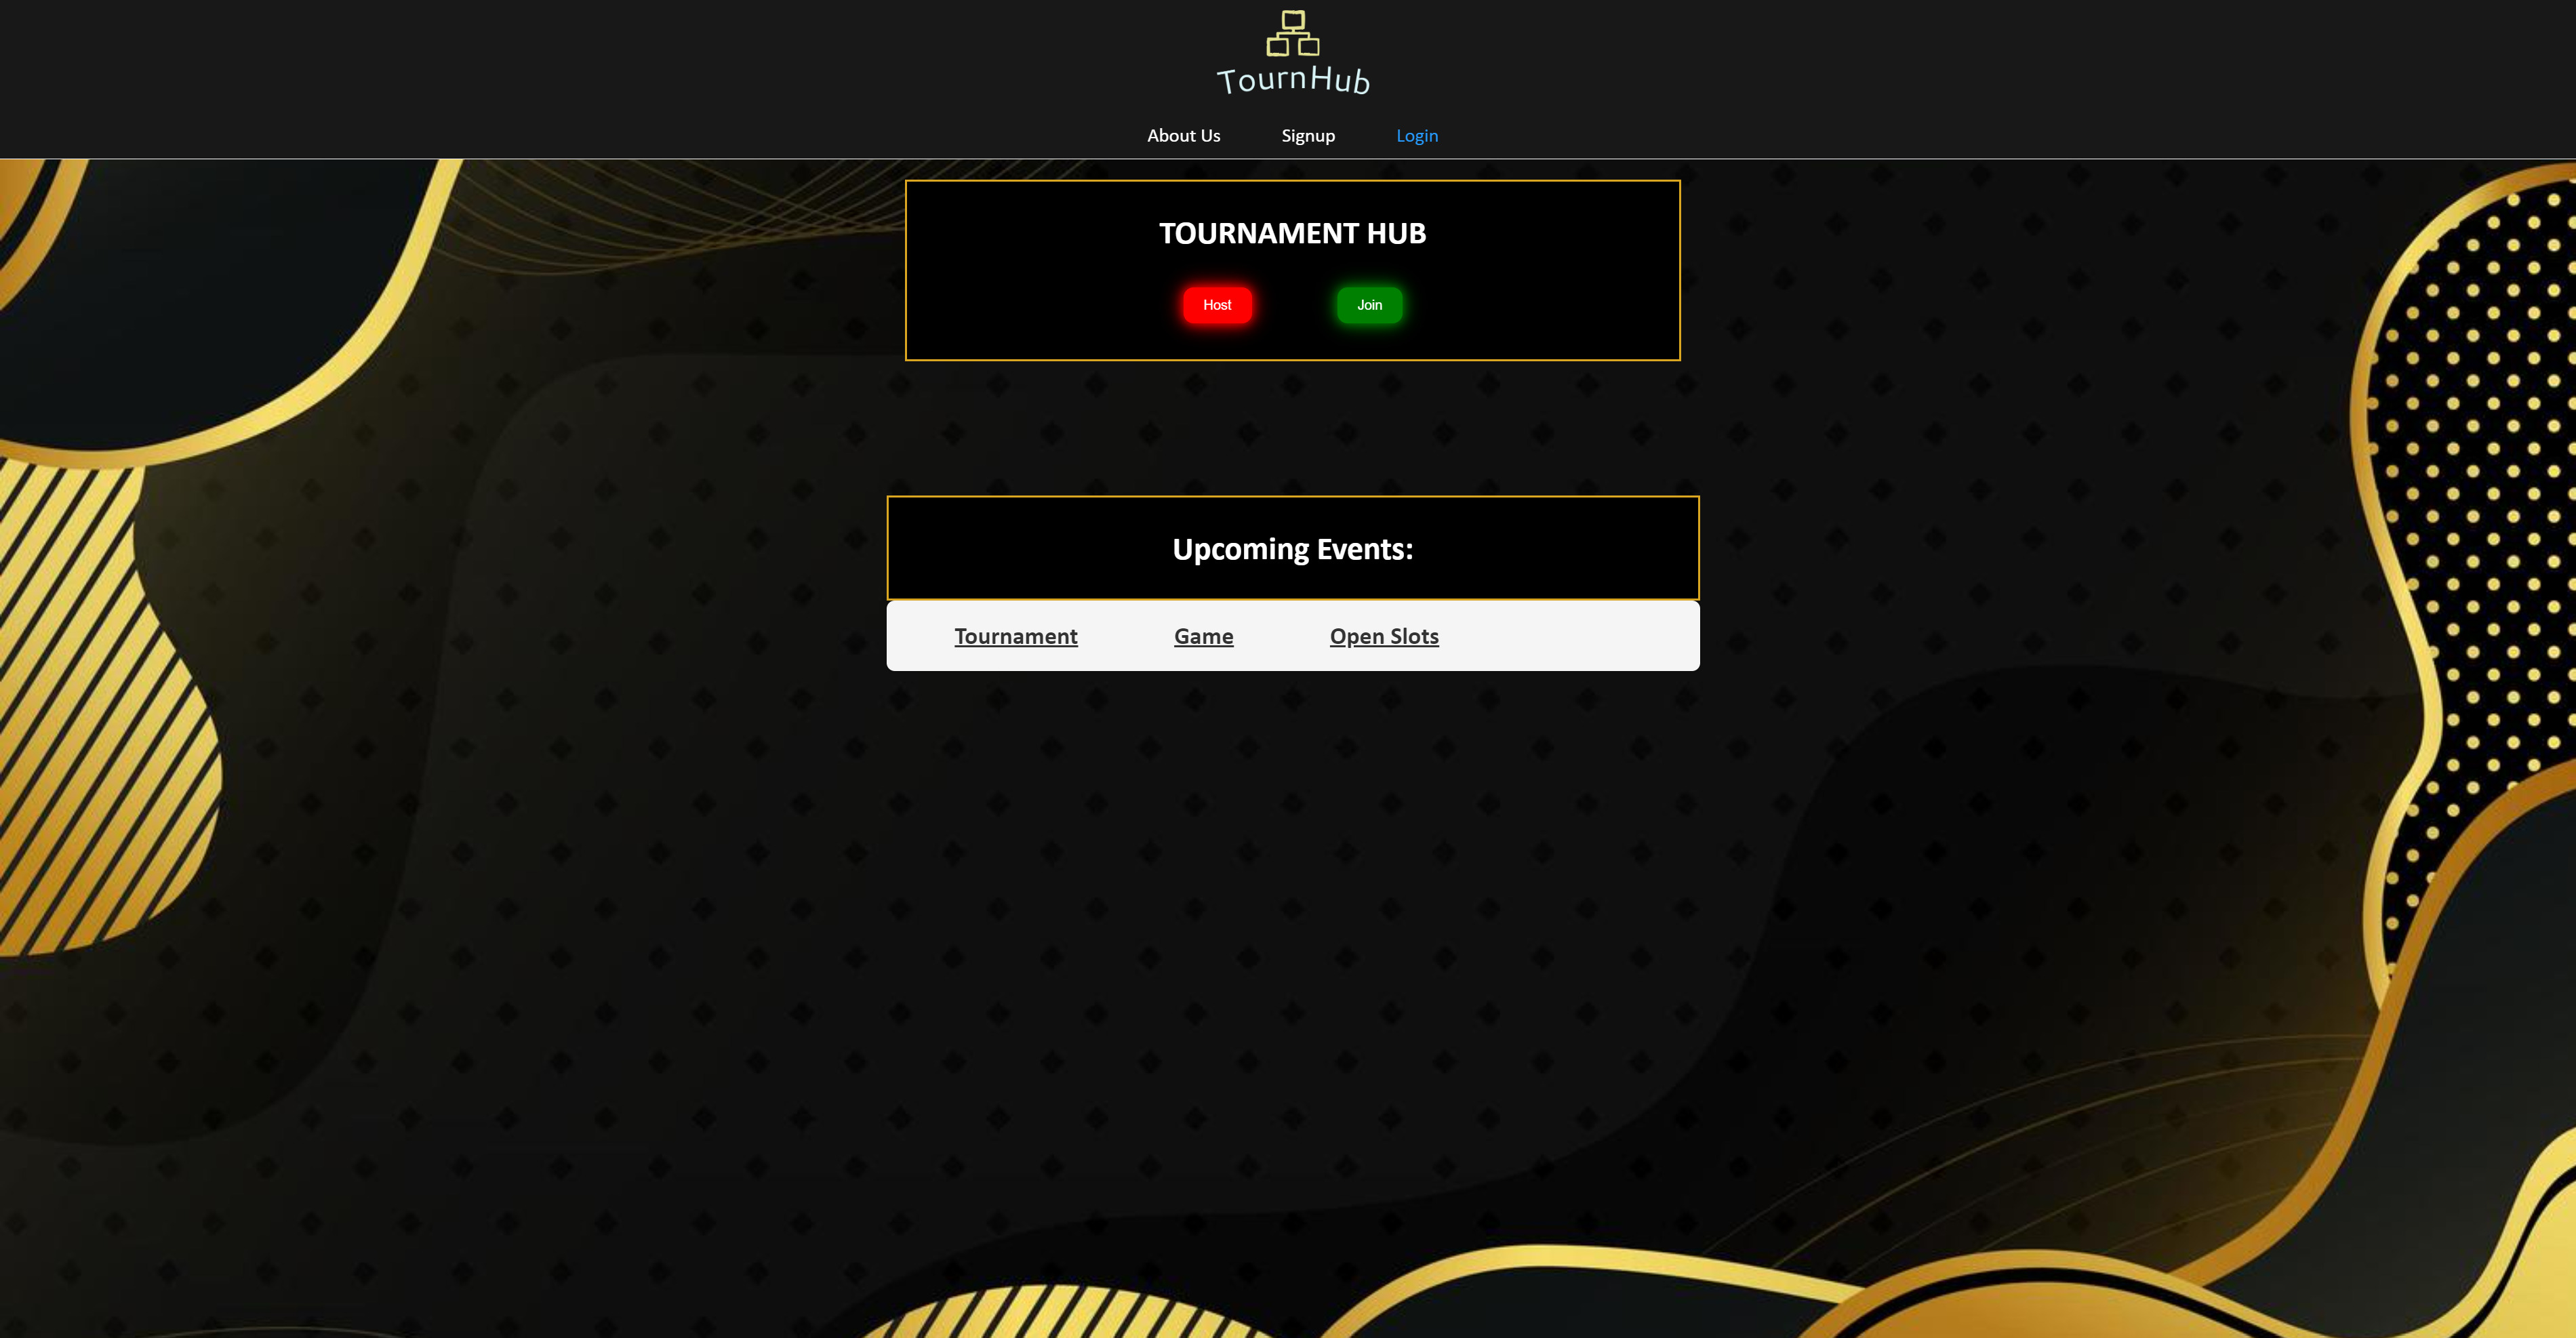 TournHub
About Us Signup Login
TOURNAMENT HUB
Host Join
Upcoming Events:
Tournament Game Open Slots